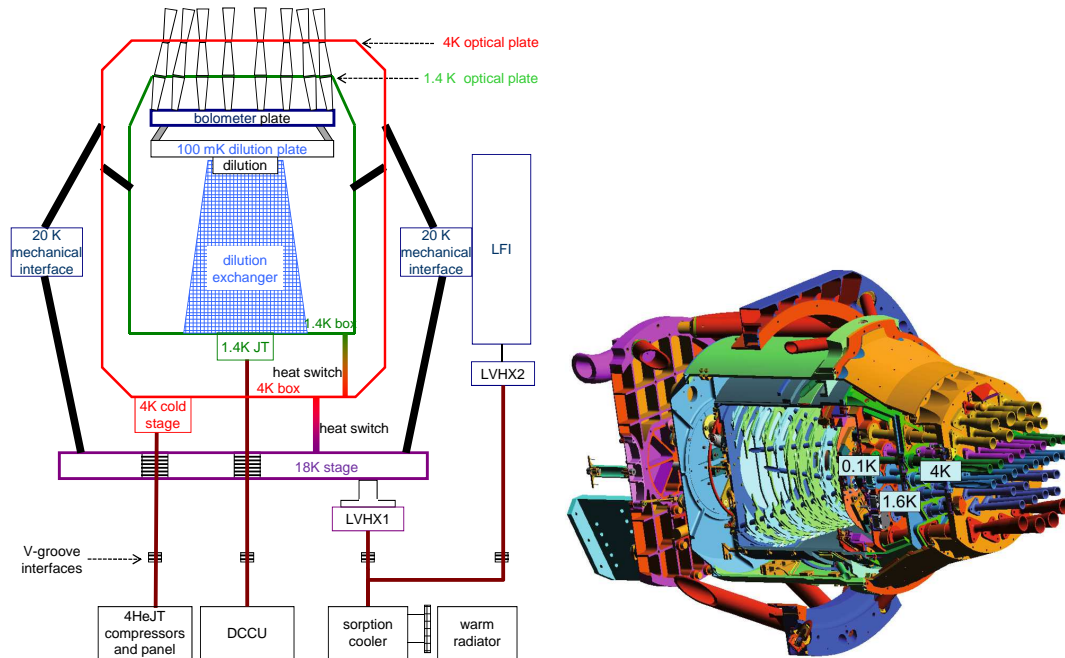 4K optical plate
1.4 K optical plate
bolometer plate
100 mK dilution plate
dilution
20 K
mechanical
interface
dilution
exchanger
20 K
mechanical
interface
LFI
1.4K box
1.4K JT
heat switch
LVHX2
4K box
4K cold
stage
heat switch
18K stage
LVHX1
V-groove
interfaces
4HeJT
compressors
and panel
DCCU
sorption
cooler
warm
radiator
0.1K
4K
1.6K